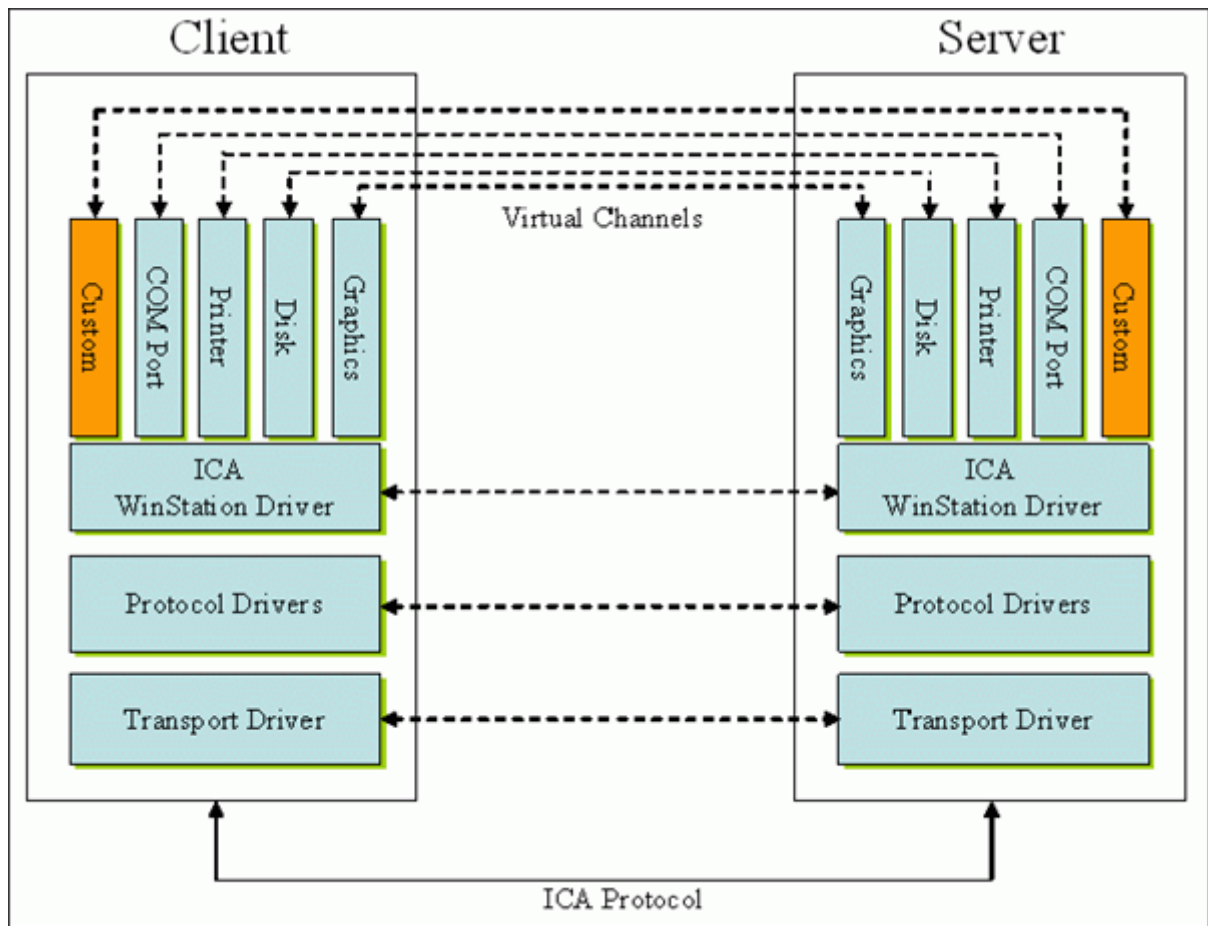 Client
Server
Virtual Channels
Custom
COM Port
Printer
Disk
Graphics
Graphics
Disk
Printer
COM Port
Custom
ICA
WinStation Driver
ICA
WinStation Driver
Protocol Drivers
Protocol Drivers
Transport Driver
Transport Driver
ICA Protocol